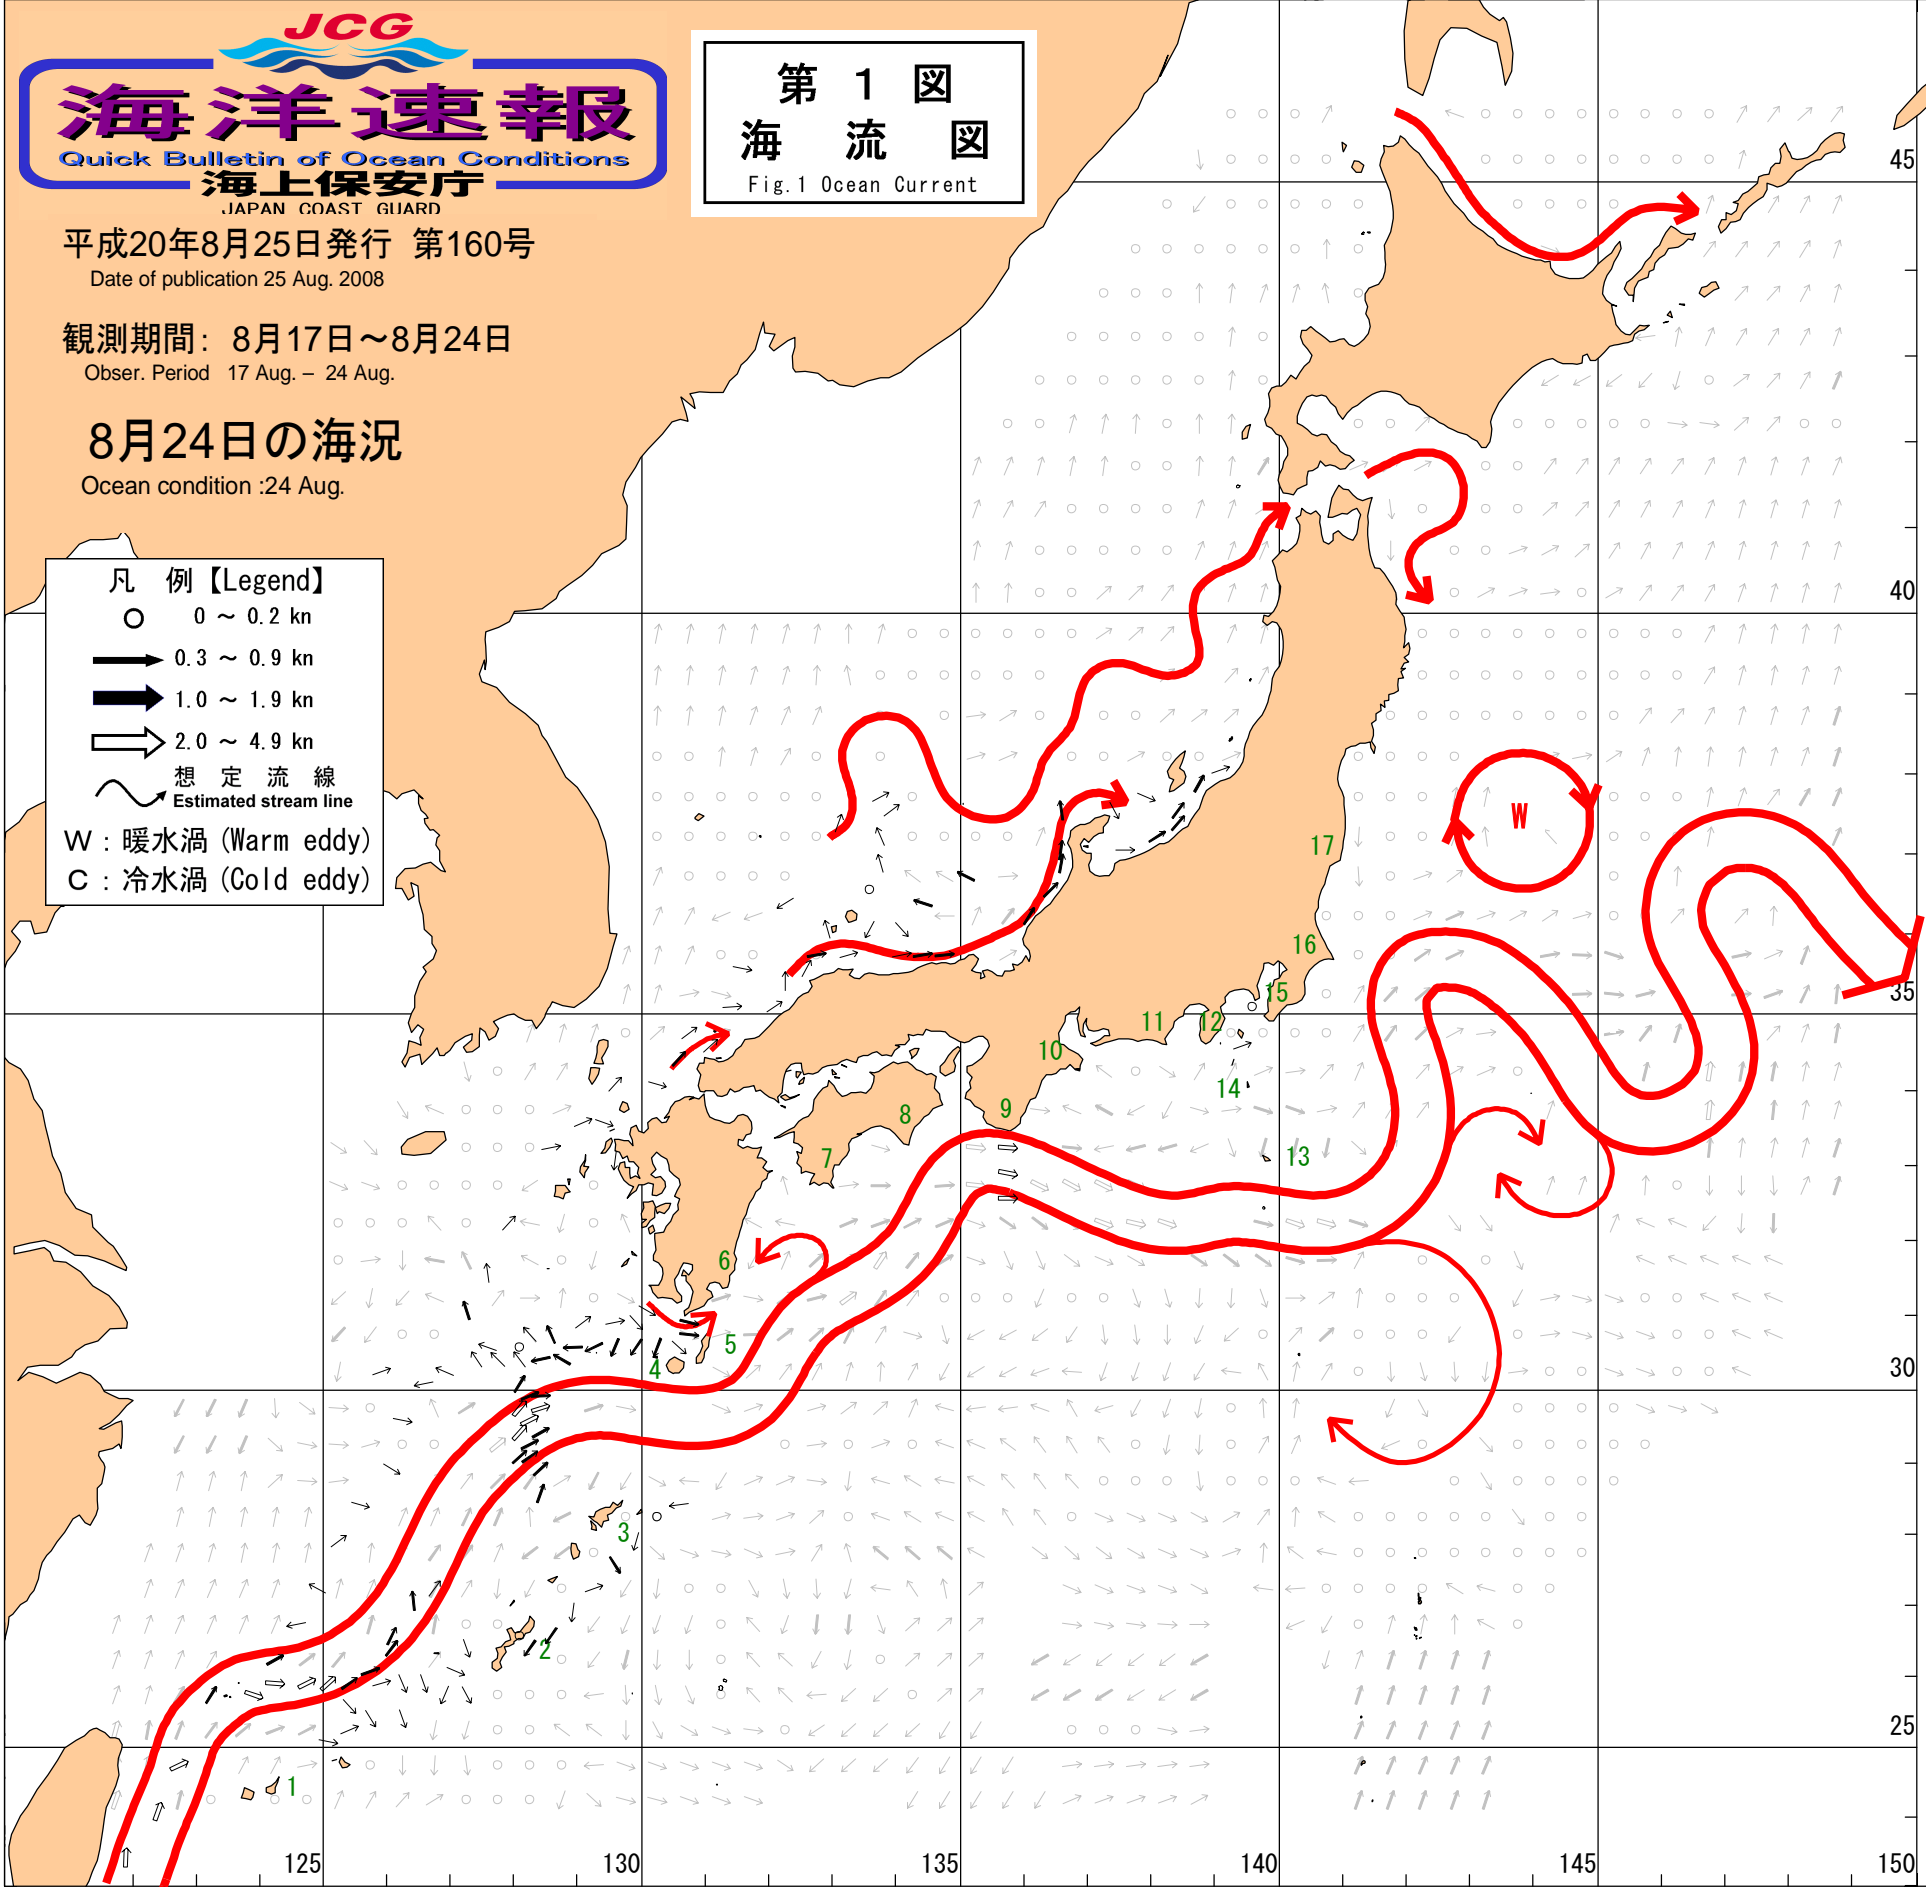 JCG
海洋速報
Quick Bulletin of Ocean Conditions
海上保安庁
JAPAN COAST GUARD
平成20年8月25日発行 第160号
Date of publication 25 Aug. 2008
観測期間: 8月17日～8月24日
Obser. Period 17 Aug. – 24 Aug.
8月24日の海況
Ocean condition :24 Aug.
第 1 図
海 流 図
Fig.1 Ocean Current
凡 例【Legend】
0 ～ 0.2 kn
0.3 ～ 0.9 kn
1.0 ～ 1.9 kn
2.0 ～ 4.9 kn
想 定 流 線
Estimated stream line
W : 暖水渦 (Warm eddy)
C : 冷水渦 (Cold eddy)
45
40
W
17
16
15
35
11
12
10
14
9
8
7
13
6
5
4
30
3
2
25
1
125
130
135
140
145
150